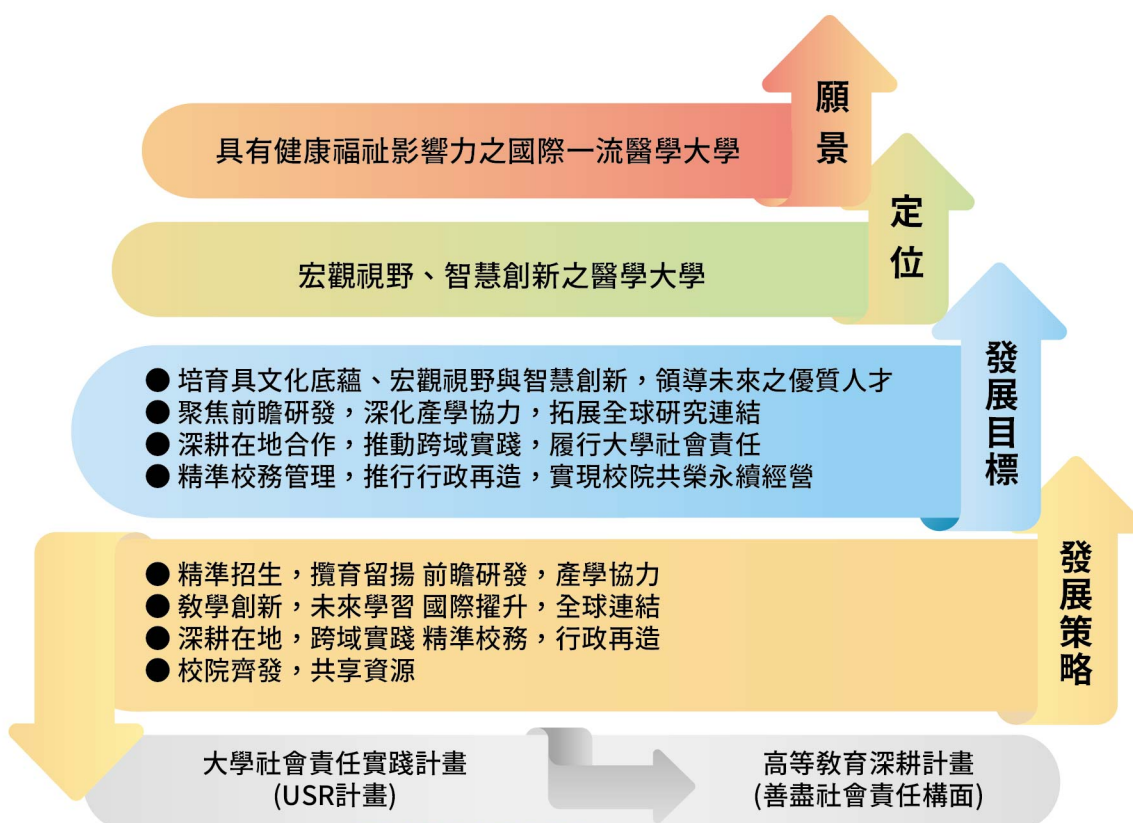 願景
具有健康福祉影響力之國際一流醫學大學
定位
宏觀視野、智慧創新之醫學大學
發展目標
● 培育具文化底蘊、宏觀視野與智慧創新，領導未來之優質人才
● 聚焦前瞻研發，深化產學協力，拓展全球研究連結
● 深耕在地合作，推動跨域實踐，履行大學社會責任
● 精準校務管理，推行行政再造，實現校院共榮永續經營
發展策略
● 精準招生，攬育留揚 前瞻研發，產學協力
● 教學創新，未來學習 國際擢升，全球連結
● 深耕在地，跨域實踐 精準校務，行政再造
● 校院齊發，共享資源
大學社會責任實踐計畫
(USR計畫)
高等教育深耕計畫
(善盡社會責任構面)